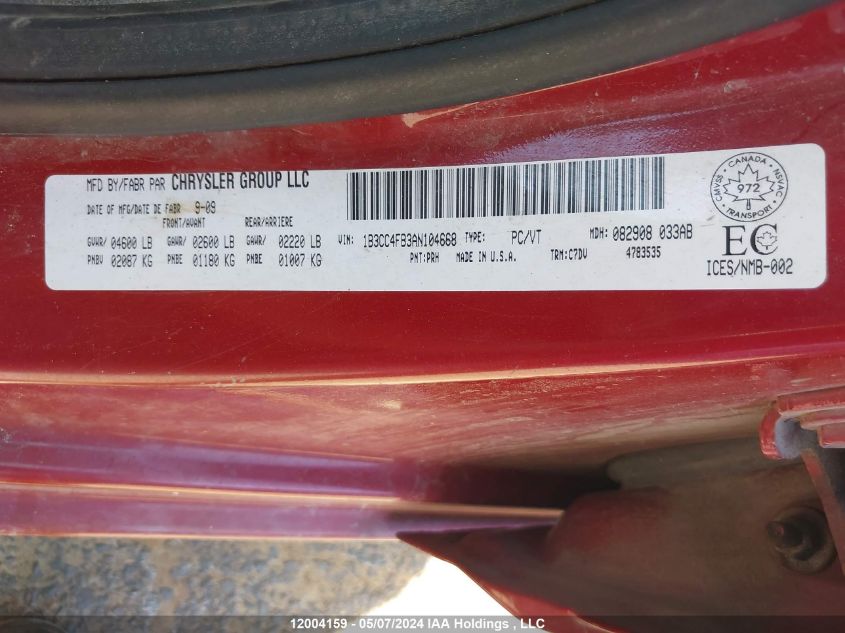 MFD BY/FABR PAR CHRYSLER GROUP LLC
DATE OF MFG/DATE DE FABR 9-09
FRONT/AVANT REAR/ARRIERE
GVWR/ 04600 LB GAWR/ 02600 LB GAWR/ 02220 LB
PNBV 02087 KG PNBE 01180 KG PNBE 01007 KG
VIN: 1B3CC4FB3AN104668 TYPE: PC/VT MDH: 082908 033AB
PNT:PRH MADE IN U.S.A. TRM:C7DV 4783535
CANADA
CMVSS 972 NSVAC
TRANSPORT
EC
ICES/NMB-002
12004159 - 05/07/2024 IAA Holdings , LLC